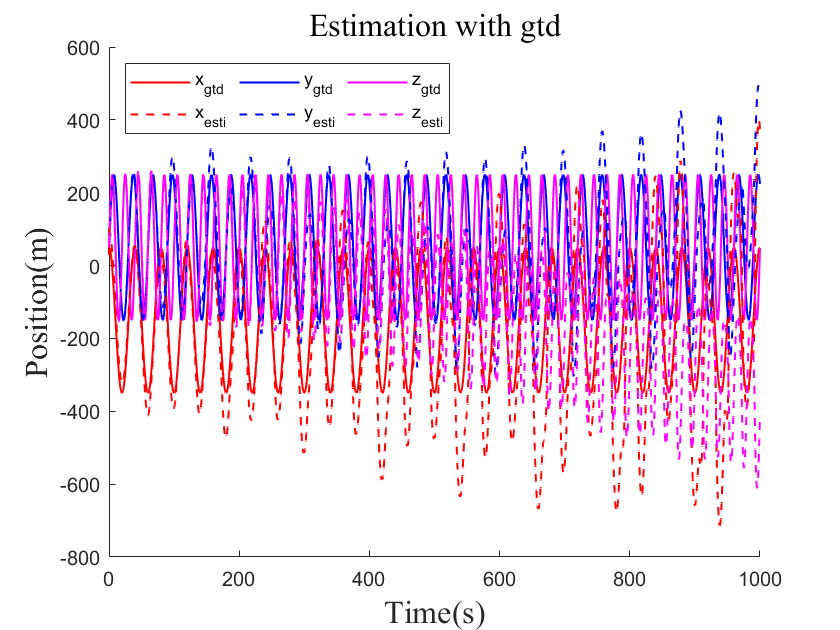 Estimation with gtd
x_gtd y_gtd z_gtd
x_esti y_esti z_esti
600
400
200
0
-200
-400
-600
-800
Position(m)
0 200 400 600 800 1000
Time(s)